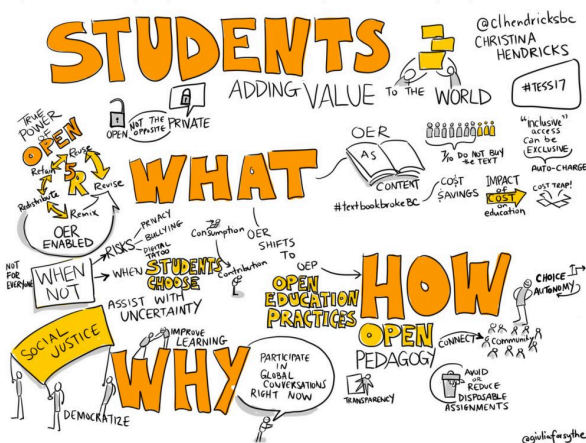 STUDENTS
ADDING VALUE TO THE WORLD
@clhendricksbc
CHRISTINA
HENDRICKS
#TESS17
TRUE
POWER
OF
OPEN
5R
Retain
Reuse
Revise
Remix
Redistribute
OER
ENABLED
OPEN
NOT THE
OPPOSITE
PRIVATE
WHAT
OER
AS
CONTENT
7/10 DO NOT BUY
the TEXT
"Inclusive"
access
can be
EXCLUSIVE
AUTO-CHARGE
#textbookbrokeBC
COST
SAVINGS
IMPACT
of
COST
on
education
COST TRAP!
NOT
FOR
EVERYONE
WHEN
NOT
RISKS
PRIVACY
BULLYING
DIGITAL
TATOO
WHEN STUDENTS
CHOOSE
Consumption
Contribution
OER
SHIFTS
TO
OEP
OPEN
EDUCATION
PRACTICES
HOW
CHOICE
AUTONOMY
OPEN
PEDAGOGY
CONNECT
Community
TRANSPARENCY
AVOID
OR
REDUCE
DISPOSABLE
ASSIGNMENTS
ASSIST WITH
UNCERTAINTY
SOCIAL
JUSTICE
DEMOCRATIZE
IMPROVE
LEARNING
WHY
PARTICIPATE
IN
GLOBAL
CONVERSATIONS
RIGHT NOW
@giuliaforsythe